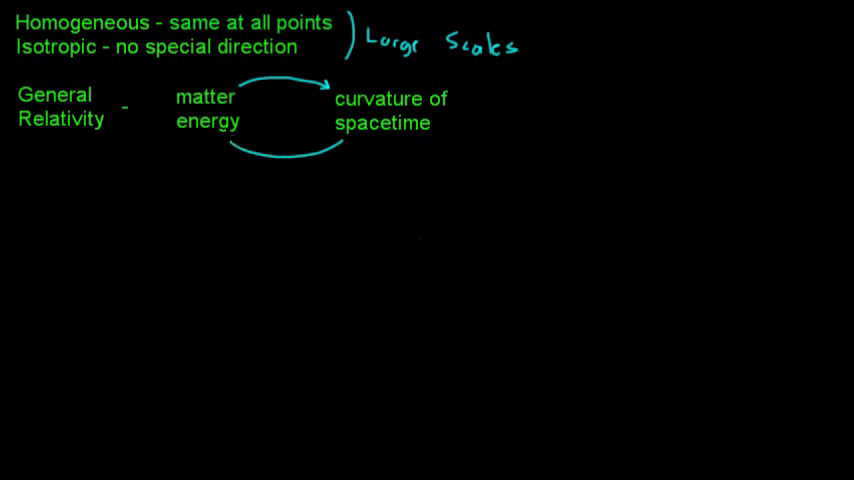 Homogeneous - same at all points
Isotropic - no special direction
Large Scales
General Relativity -
matter energy
curvature of spacetime